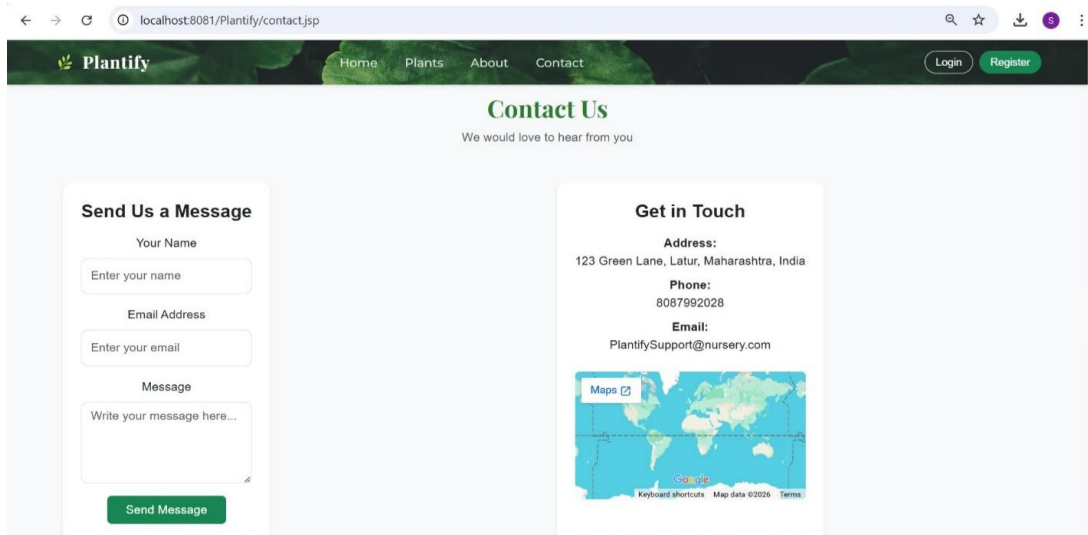 localhost:8081/Plantify/contact.jsp
S
Plantify
Home Plants About Contact
Login Register
Contact Us
We would love to hear from you
Send Us a Message
Your Name
Enter your name
Email Address
Enter your email
Message
Write your message here...
Send Message
Get in Touch
Address:
123 Green Lane, Latur, Maharashtra, India
Phone:
8087992028
Email:
PlantifySupport@nursery.com
Maps
Google
Keyboard shortcuts Map data ©2026 Terms